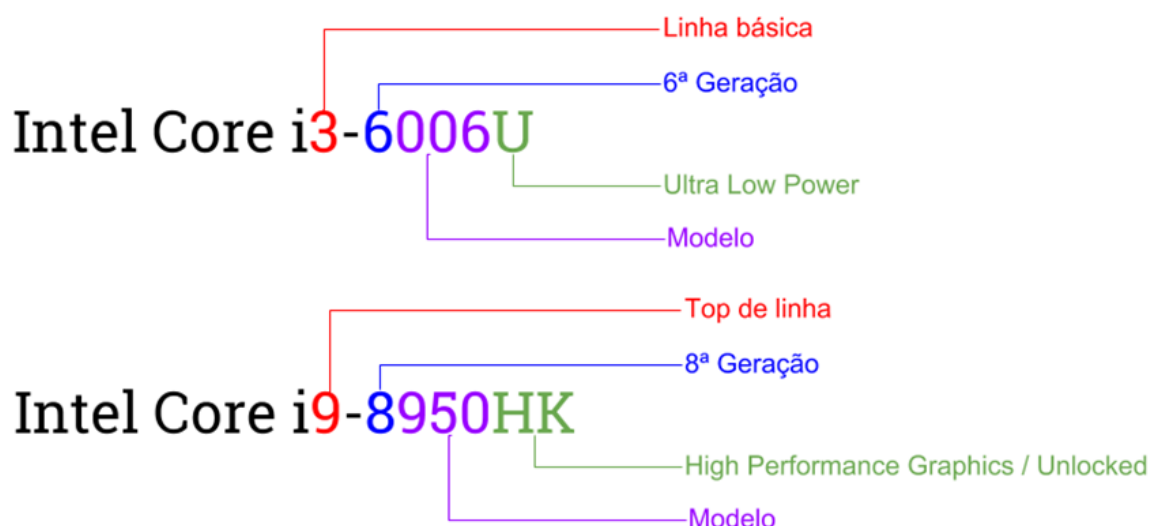 Linha básica
6ª Geração
Intel Core i3-6006U
Ultra Low Power
Modelo
Top de linha
8ª Geração
Intel Core i9-8950HK
High Performance Graphics / Unlocked
Modelo